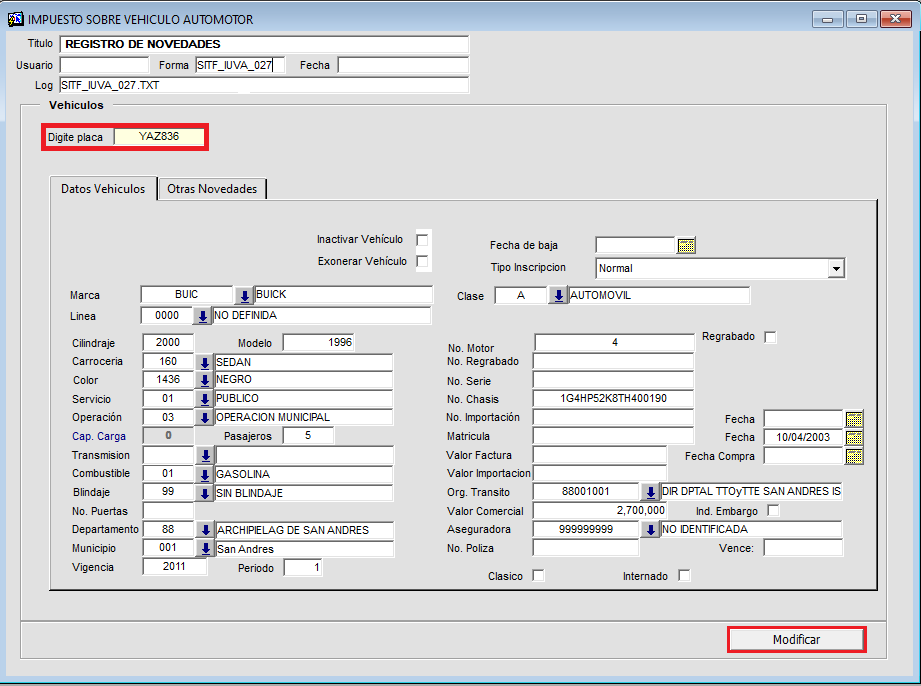 IMPUESTO SOBRE VEHICULO AUTOMOTOR
Titulo REGISTRO DE NOVEDADES
Usuario Forma SITF_IUVA_027 Fecha
Log SITF_IUVA_027.TXT
Vehiculos
Digite placa YAZ836
Datos Vehiculos Otras Novedades
Inactivar Vehículo Fecha de baja
Exonerar Vehículo Tipo Inscripcion Normal
Marca BUIC BUICK Clase A AUTOMOVIL
Linea 0000 NO DEFINIDA
Cilindraje 2000 Modelo 1996 No. Motor 4 Regrabado
Carroceria 160 SEDAN No. Regrabado
Color 1436 NEGRO No. Serie
Servicio 01 PUBLICO No. Chasis 1G4HP52K8TH400190
Operación 03 OPERACION MUNICIPAL No. Importación Fecha
Cap. Carga 0 Pasajeros 5 Matricula Fecha 10/04/2003
Transmision Valor Factura Fecha Compra
Combustible 01 GASOLINA Valor Importacion
Blindaje 99 SIN BLINDAJE Org. Transito 88001001 DIR DPTAL TTOyTTE SAN ANDRES IS
No. Puertas Valor Comercial 2,700,000 Ind. Embargo
Departamento 88 ARCHIPIELAG DE SAN ANDRES Aseguradora 999999999 NO IDENTIFICADA
Municipio 001 San Andres No. Poliza Vence:
Vigencia 2011 Periodo 1 Clasico Internado
Modificar